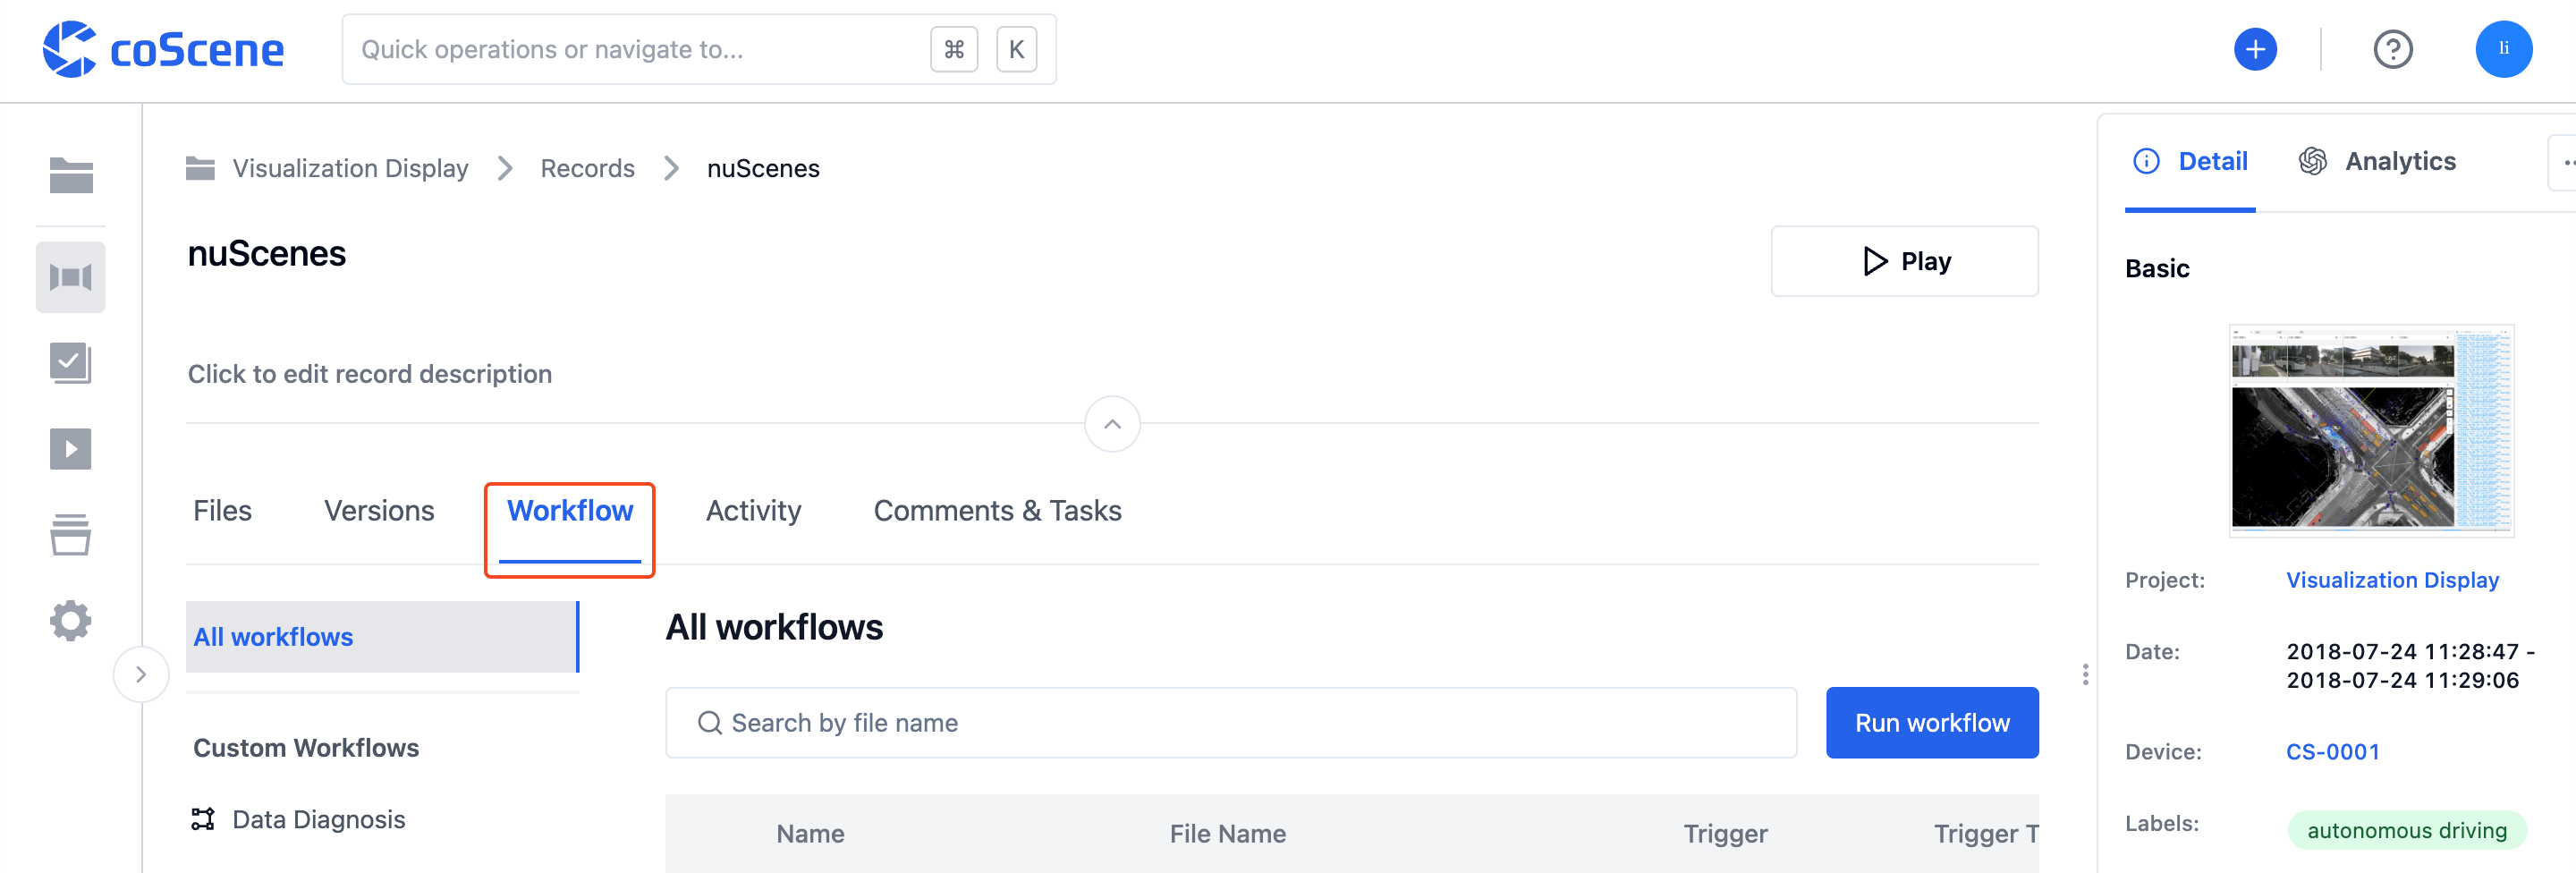 coScene
Quick operations or navigate to...
⌘ K
li
Visualization Display
Records
nuScenes
nuScenes
Play
Click to edit record description
Files
Versions
Workflow
Activity
Comments & Tasks
All workflows
Custom Workflows
Data Diagnosis
All workflows
Search by file name
Run workflow
Name
File Name
Trigger
Trigger T
Detail
Analytics
Basic
Project:
Visualization Display
Date:
2018-07-24 11:28:47 -
2018-07-24 11:29:06
Device:
CS-0001
Labels:
autonomous driving